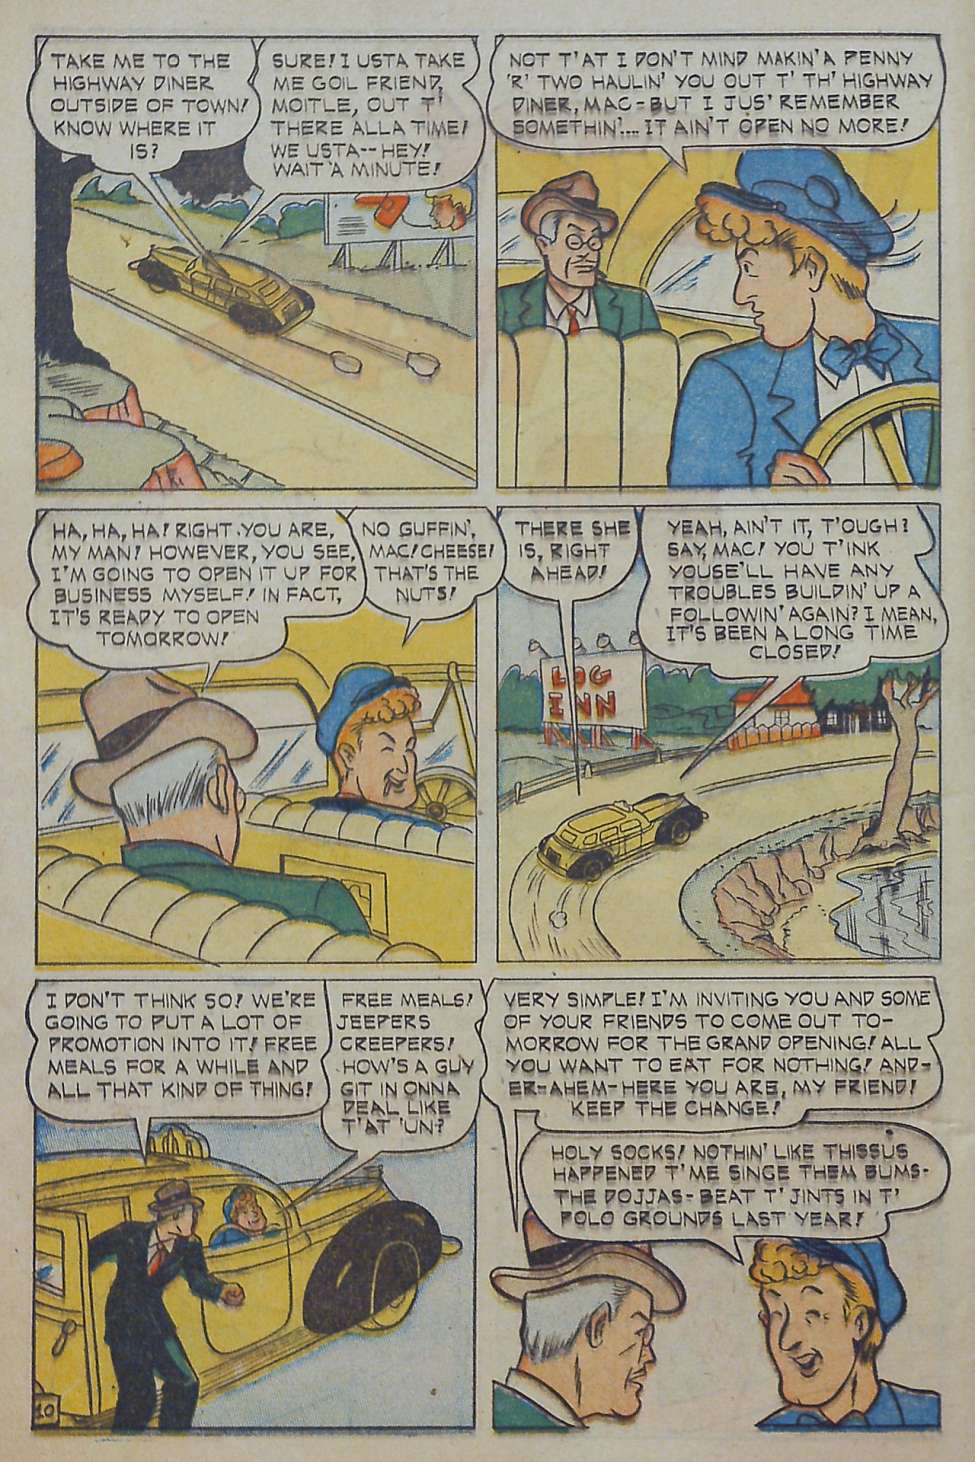 TAKE ME TO THE
HIGHWAY DINER
OUTSIDE OF TOWN!
KNOW WHERE IT
IS?
SURE! I USTA TAKE
ME GOIL FRIEND,
MOITLE, OUT T'
THERE ALLA TIME!
WE USTA--HEY!
WAIT 'A MINUTE!
NOT T'AT I DON'T MIND MAKIN' A PENNY
'R' TWO HAULIN' YOU OUT T' TH' HIGHWAY
DINER, MAC-BUT I JUS' REMEMBER
SOMETHIN'.... IT AIN'T OPEN NO MORE!
HA, HA, HA! RIGHT YOU ARE,
MY MAN! HOWEVER, YOU SEE,
I'M GOING TO OPEN IT UP FOR
BUSINESS MYSELF! IN FACT,
IT'S READY TO OPEN
TOMORROW!
NO GUFFIN',
MAC! CHEESE!
THAT'S THE
NUTS!
THERE SHE
IS, RIGHT
AHEAD!
YEAH, AIN'T IT, T'OUGH?
SAY, MAC! YOU T'INK
YOUSE'LL HAVE ANY
TROUBLES BUILDIN' UP A
FOLLOWIN' AGAIN? I MEAN,
IT'S BEEN A LONG TIME
CLOSED!
LOG
INN
I DON'T THINK SO! WE'RE
GOING TO PUT A LOT OF
PROMOTION INTO IT! FREE
MEALS FOR A WHILE AND
ALL THAT KIND OF THING!
FREE MEALS!
JEEPERS
CREEPERS!
HOW'S A GUY
GIT IN ONNA
DEAL LIKE
T'AT 'UN?
VERY SIMPLE! I'M INVITING YOU AND SOME
OF YOUR FRIENDS TO COME OUT TO-
MORROW FOR THE GRAND OPENING! ALL
YOU WANT TO EAT FOR NOTHING! AND-
ER-AHEM-HERE YOU ARE, MY FRIEND!
KEEP THE CHANGE!
HOLY SOCKS! NOTHIN' LIKE THISSUS
HAPPENED T' ME SINGE THEM BUMS-
THE DOJJAS-BEAT T' JINTS IN T'
POLO GROUNDS LAST YEAR!
10